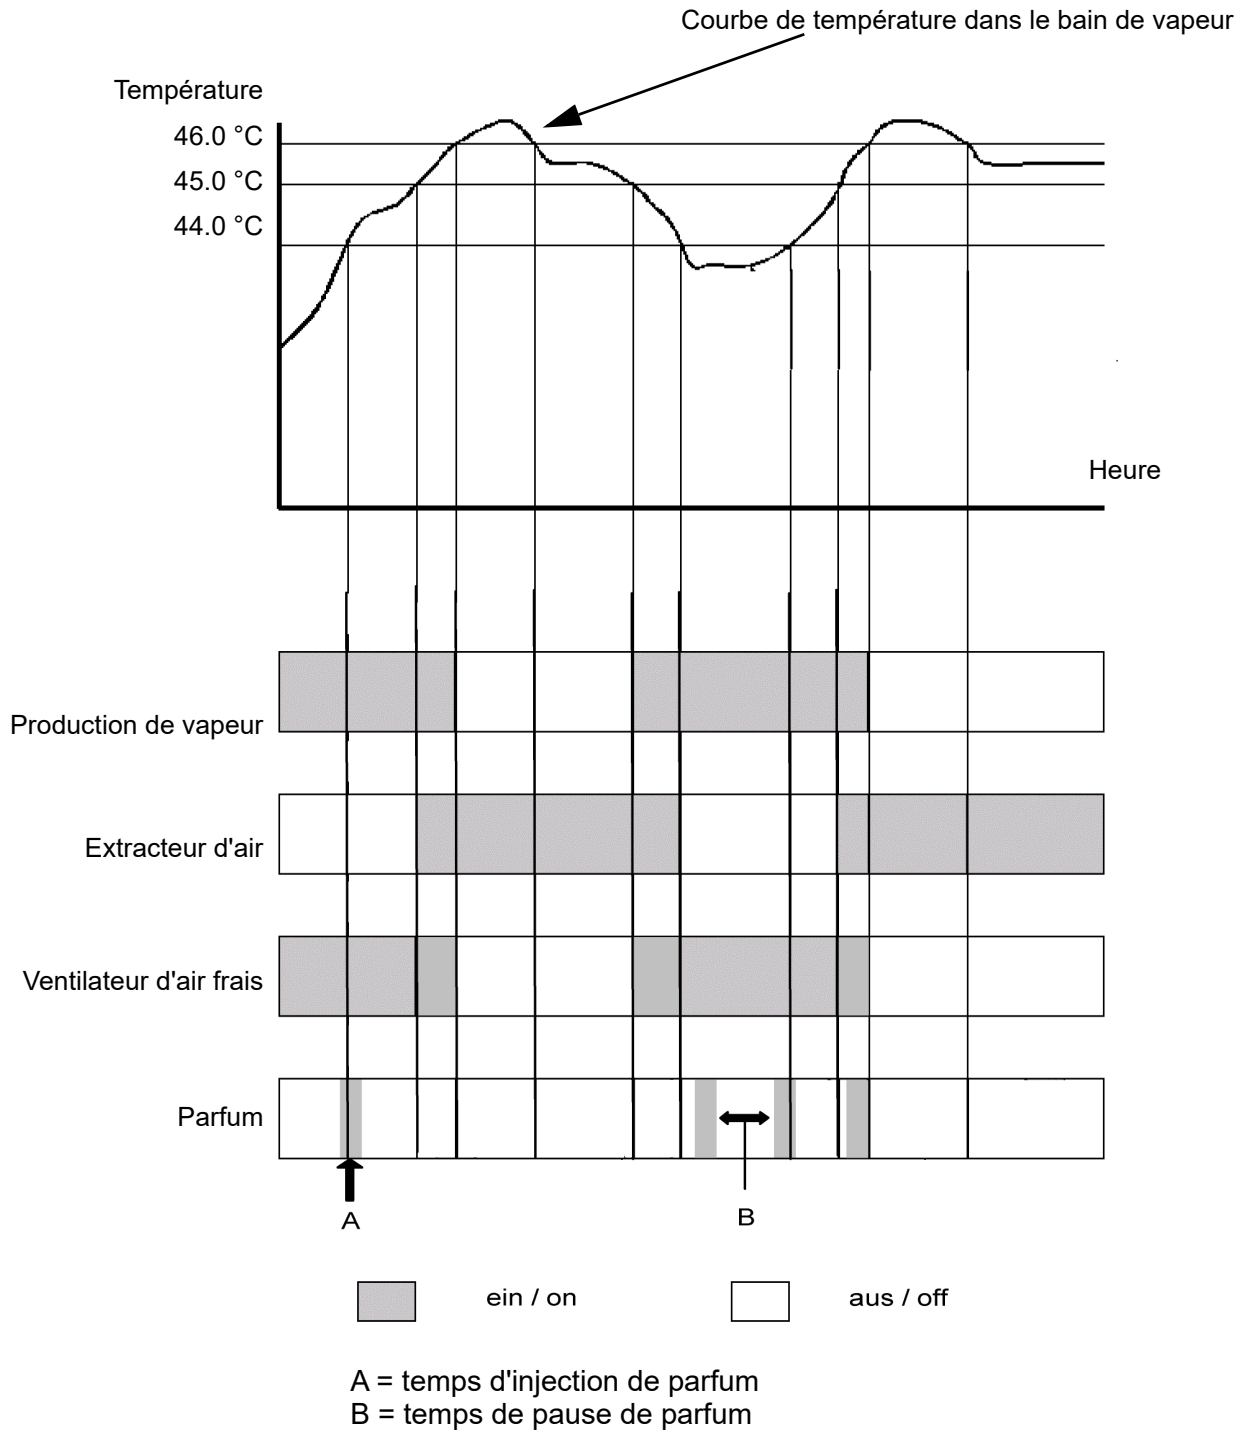 Courbe de température dans le bain de vapeur
Température
46.0 °C
45.0 °C
44.0 °C
Heure
Production de vapeur
Extracteur d'air
Ventilateur d'air frais
Parfum
A
B
ein / on
aus / off
A = temps d'injection de parfum
B = temps de pause de parfum